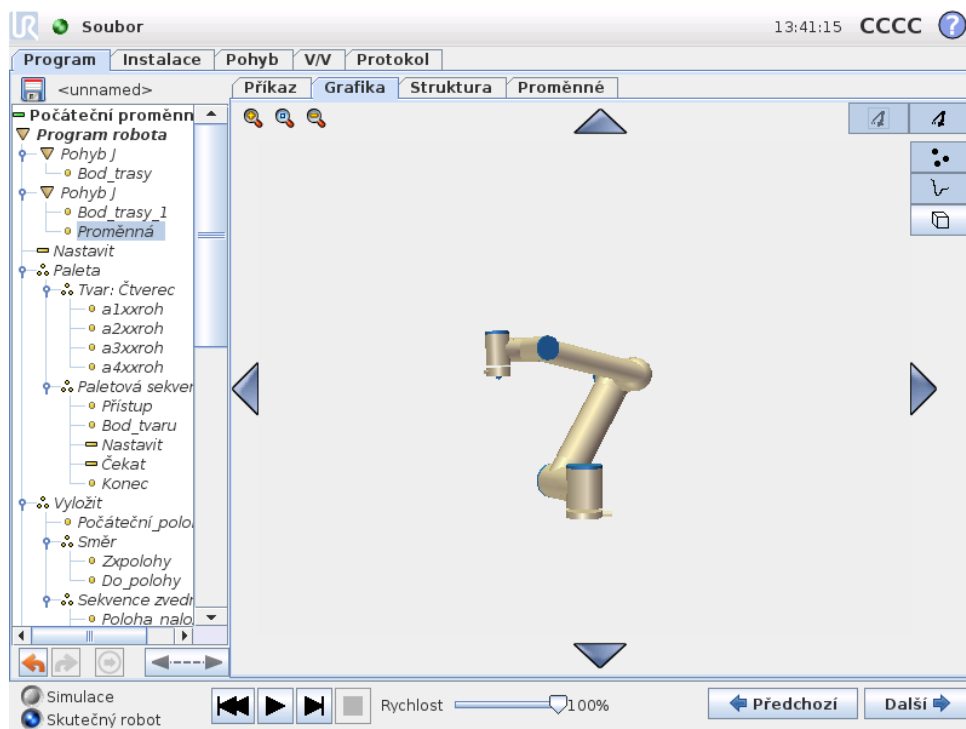 UR Soubor 13:41:15 CCCC ?
Program Instalace Pohyb V/V Protokol
<unnamed> Příkaz Grafika Struktura Proměnné
Počáteční proměnn
Program robota
Pohyb J
Bod_trasy
Pohyb J
Bod_trasy_1
Proměnná
Nastavit
Paleta
Tvar: Čtverec
a1xxroh
a2xxroh
a3xxroh
a4xxroh
Paletová sekver
Přístup
Bod_tvaru
Nastavit
Čekat
Konec
Vyložit
Počáteční_polo
Směr
Zxpolohy
Do_polohy
Sekvence zvedr
Poloha_nalo
Simulace
Skutečný robot
Rychlost 100% Předchozí Další